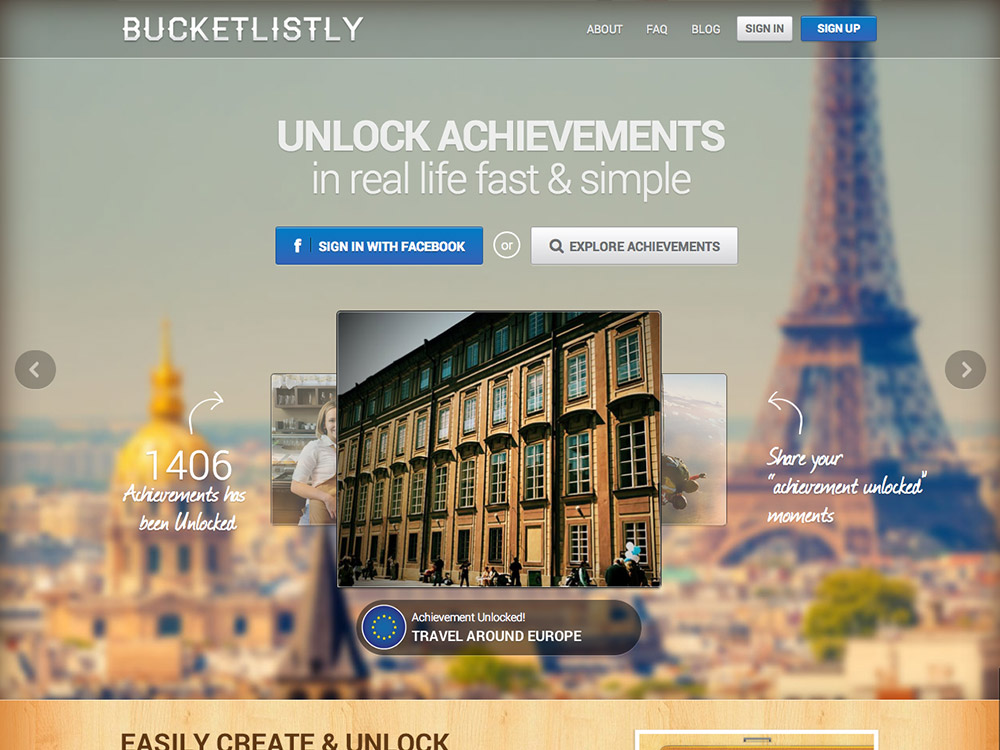 BUCKETLISTLY
ABOUT FAQ BLOG SIGN IN SIGN UP
UNLOCK ACHIEVEMENTS
in real life fast & simple
f SIGN IN WITH FACEBOOK or EXPLORE ACHIEVEMENTS
1406
Achievements has
been Unlocked
Share your
"achievement unlocked"
moments
Achievement Unlocked!
TRAVEL AROUND EUROPE
EASILY CREATE & UNLOCK